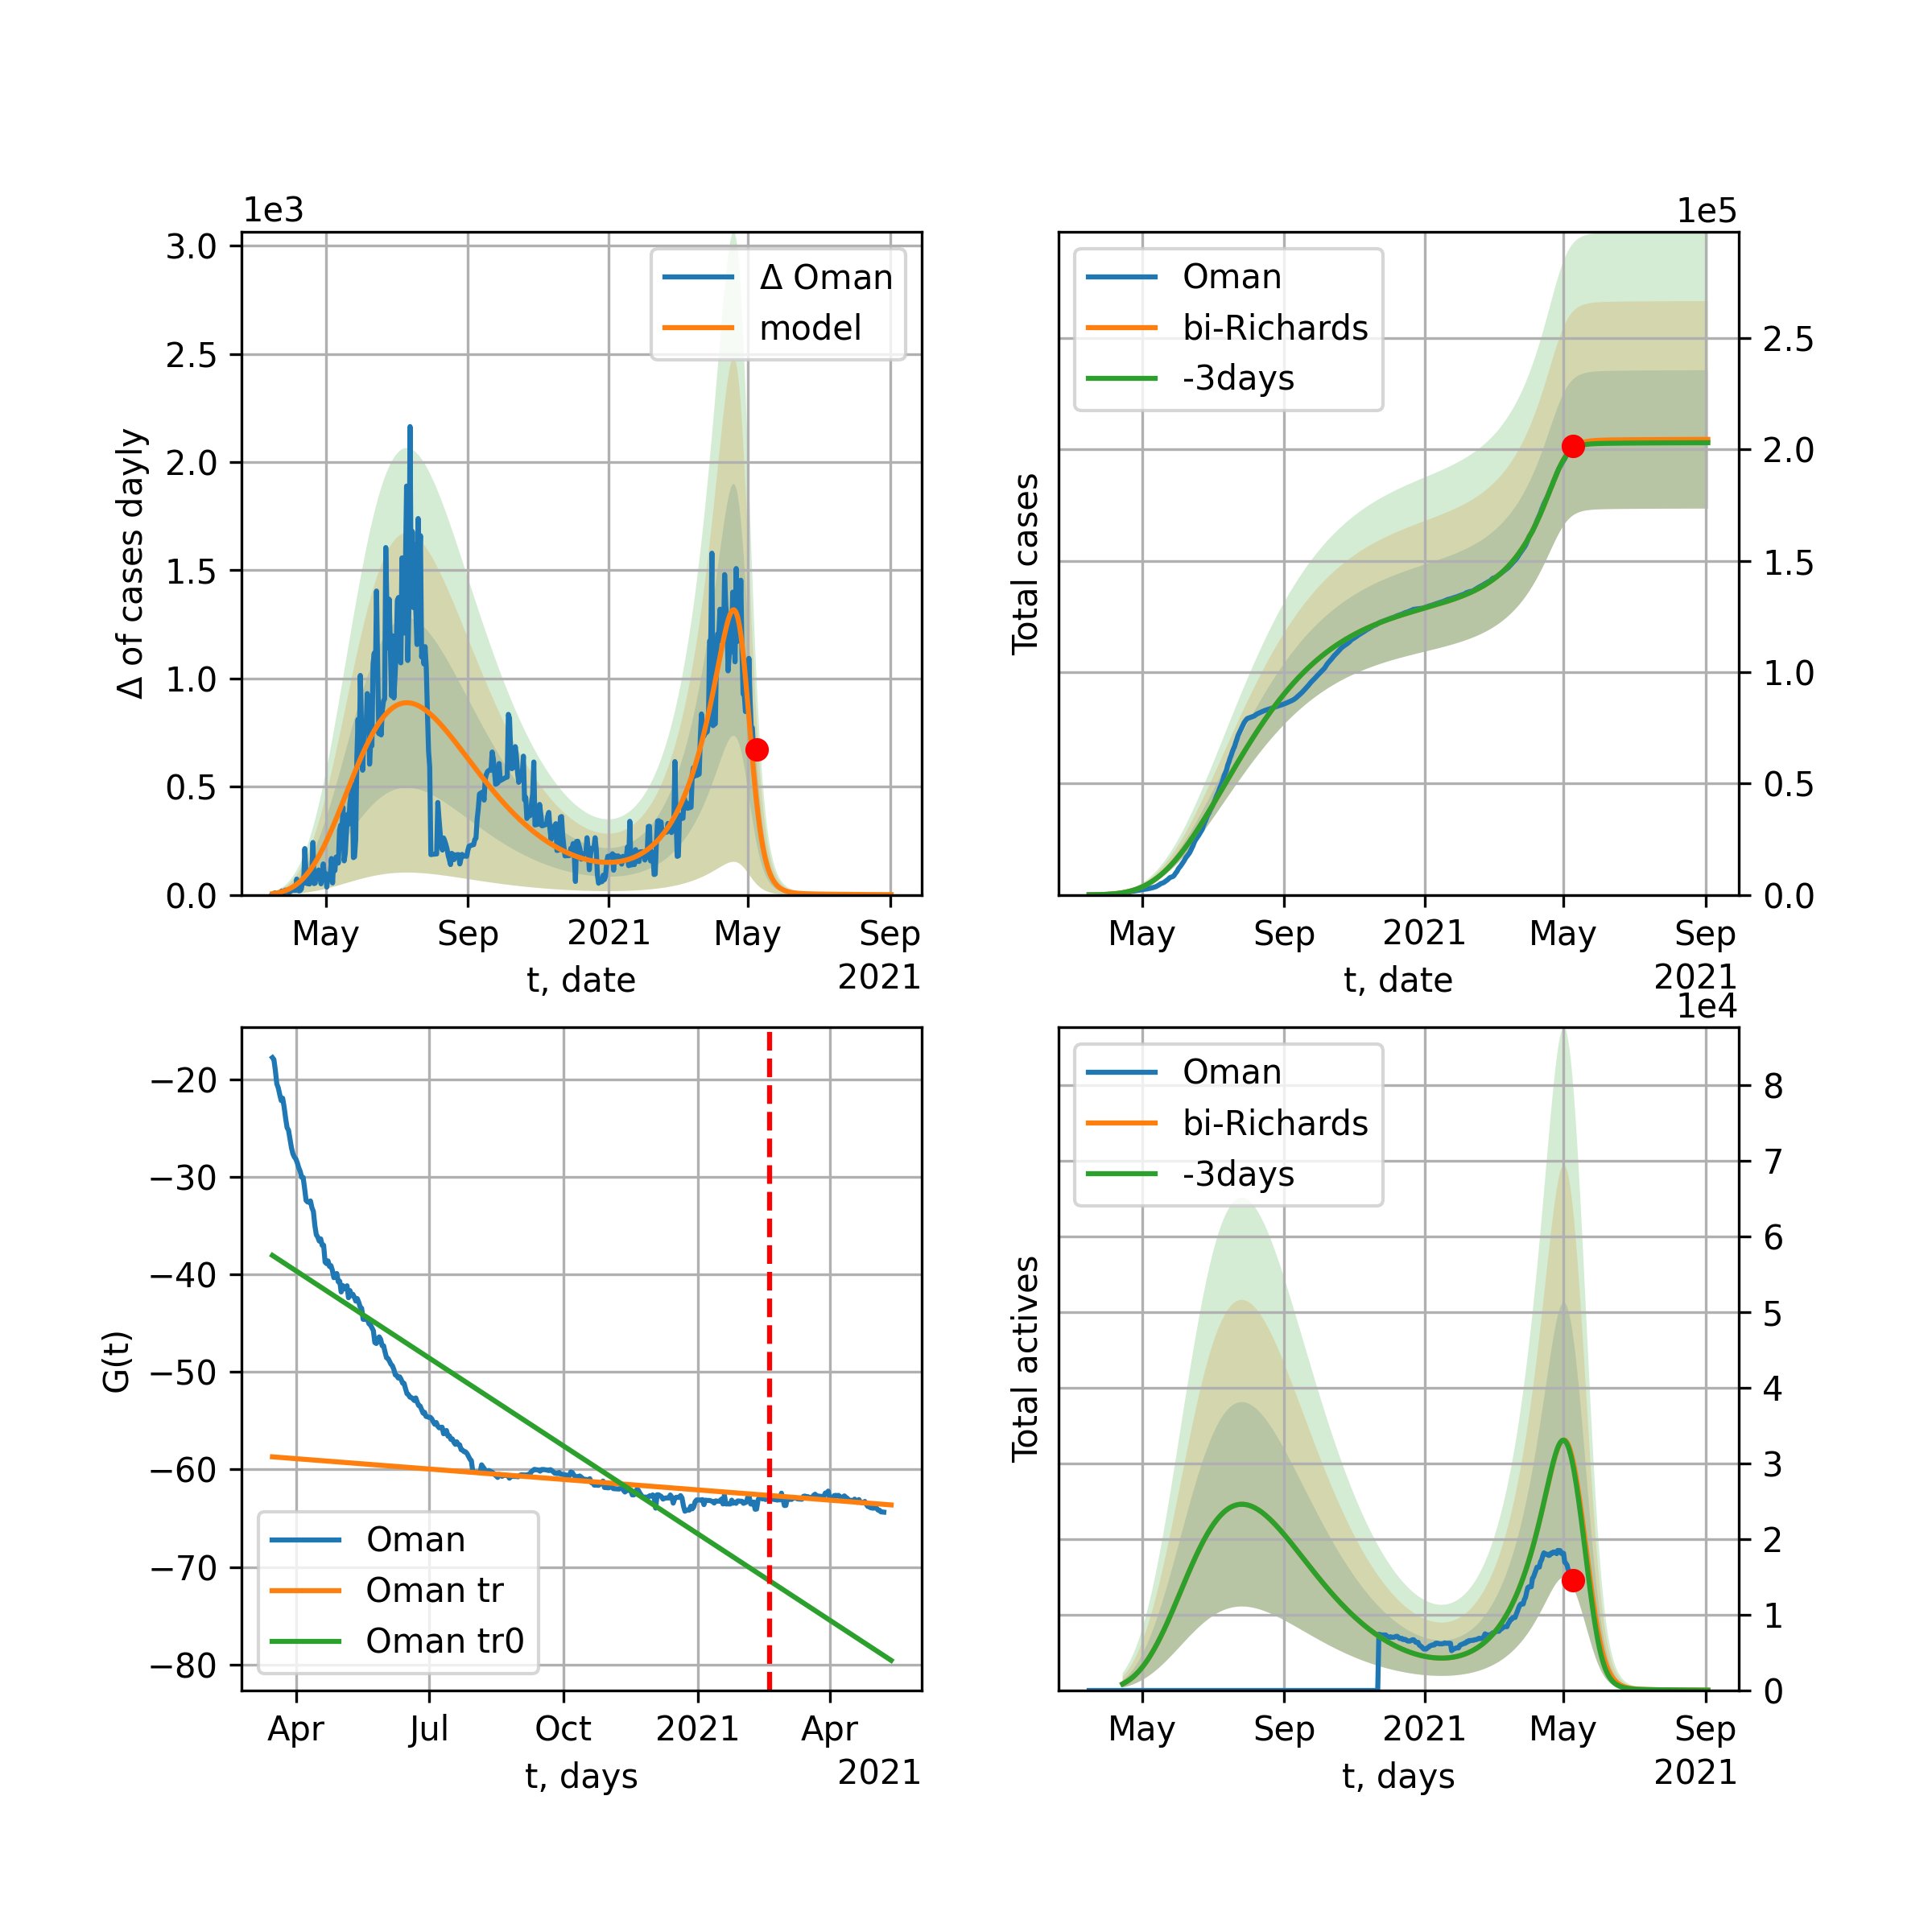 1e3
3.0
2.5
2.0
1.5
1.0
0.5
0.0
Δ of cases dayly
Δ Oman
model
May
Sep
2021
May
Sep
t, date
2021
1e5
Oman
bi-Richards
-3days
Total cases
2.5
2.0
1.5
1.0
0.5
0.0
May
Sep
2021
May
Sep
t, date
2021
−20
−30
−40
−50
−60
−70
−80
G(t)
Oman
Oman tr
Oman tr0
Apr
Jul
Oct
2021
Apr
t, days
2021
1e4
Oman
bi-Richards
-3days
Total actives
8
7
6
5
4
3
2
1
0
May
Sep
2021
May
Sep
t, days
2021